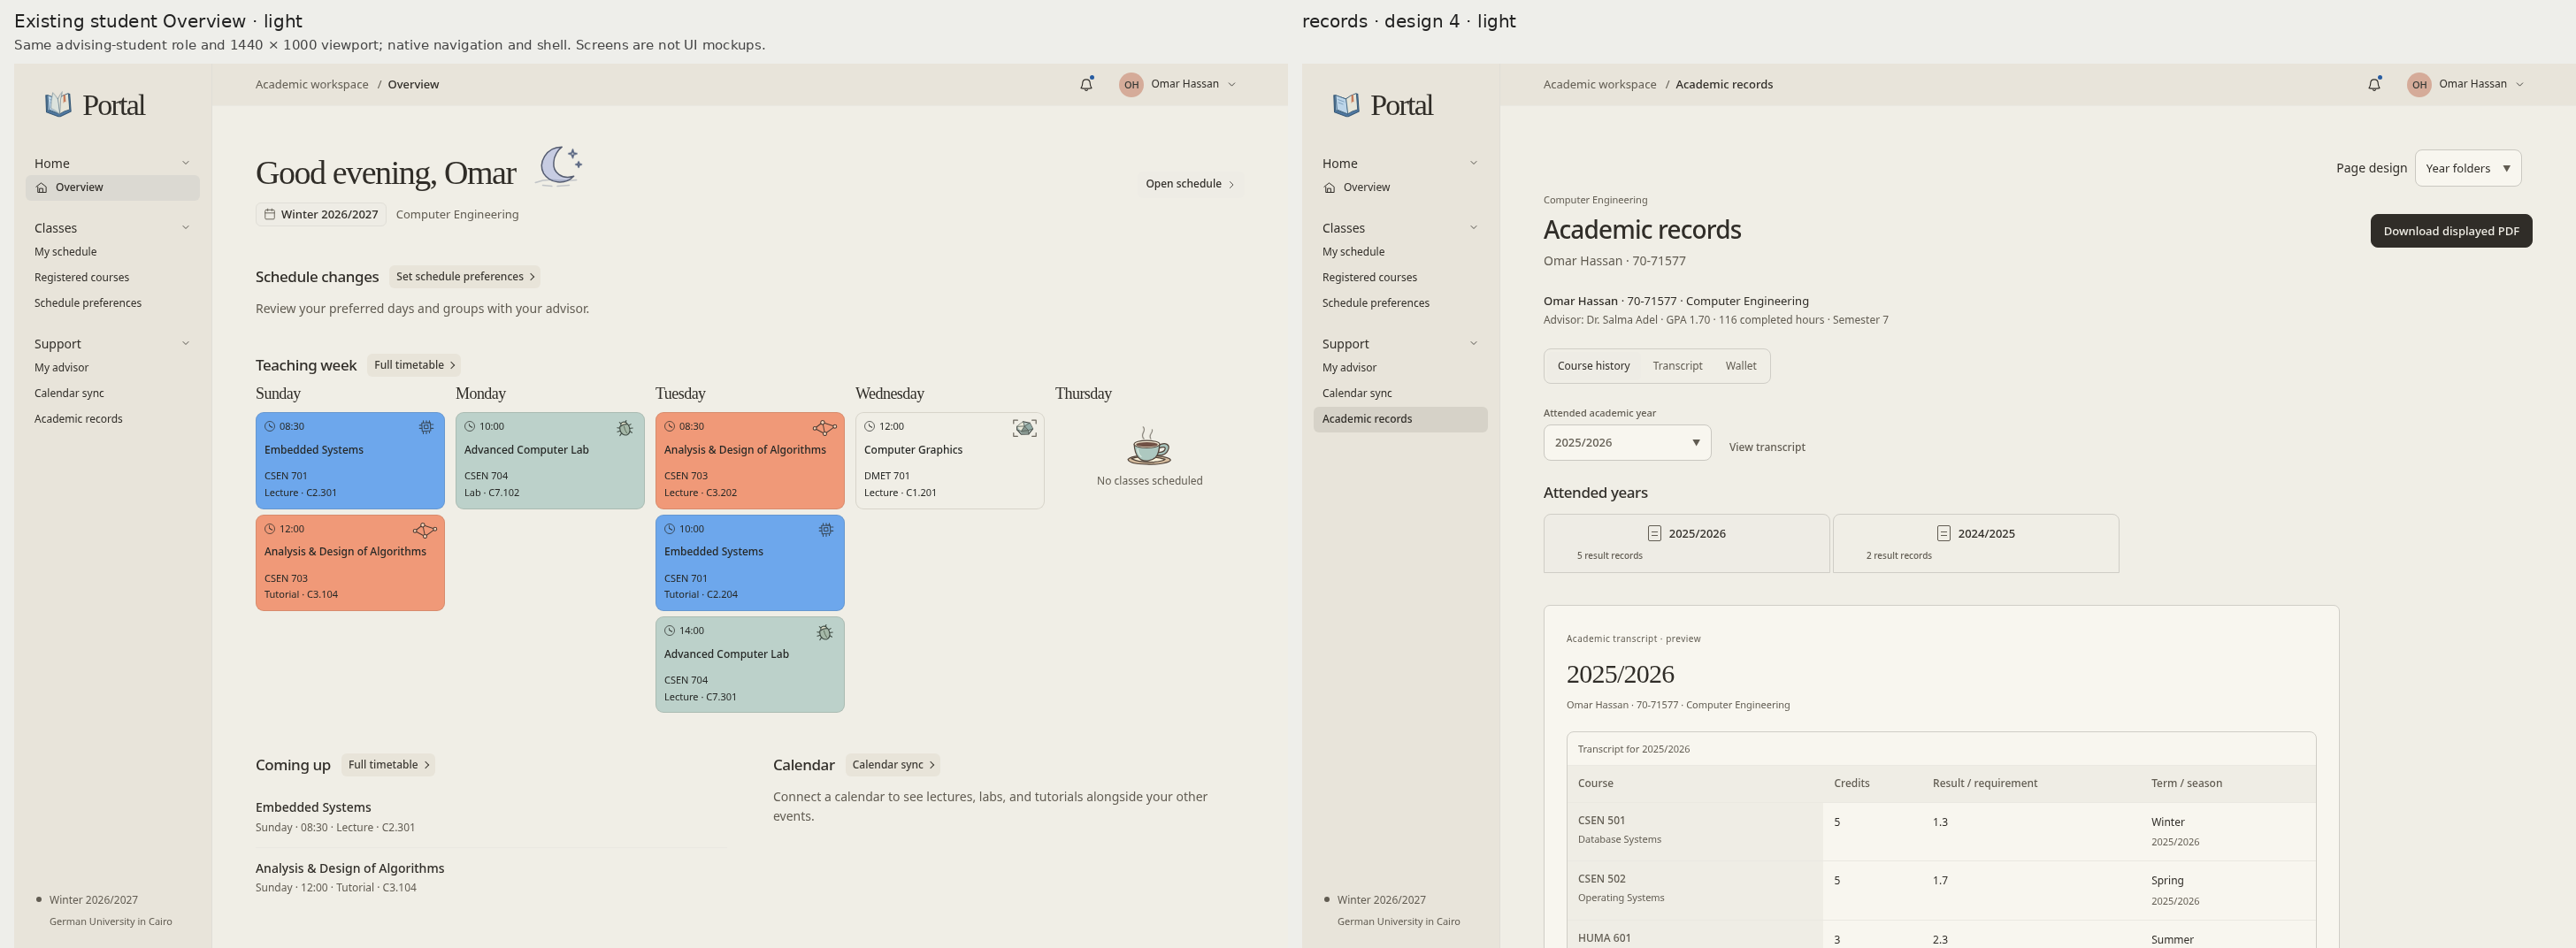 Existing student Overview · light
Same advising-student role and 1440 × 1000 viewport; native navigation and shell. Screens are not UI mockups.
Portal
Home
Overview
Classes
My schedule
Registered courses
Schedule preferences
Support
My advisor
Calendar sync
Academic records
Winter 2026/2027
German University in Cairo
Academic workspace / Overview
OH Omar Hassan
Good evening, Omar
Open schedule
Winter 2026/2027 Computer Engineering
Schedule changes Set schedule preferences
Review your preferred days and groups with your advisor.
Teaching week Full timetable
Sunday
08:30
Embedded Systems
CSEN 701
Lecture · C2.301
12:00
Analysis & Design of Algorithms
CSEN 703
Tutorial · C3.104
Monday
10:00
Advanced Computer Lab
CSEN 704
Lab · C7.102
Tuesday
08:30
Analysis & Design of Algorithms
CSEN 703
Lecture · C3.202
10:00
Embedded Systems
CSEN 701
Tutorial · C2.204
14:00
Advanced Computer Lab
CSEN 704
Lecture · C7.301
Wednesday
12:00
Computer Graphics
DMET 701
Lecture · C1.201
Thursday
No classes scheduled
Coming up Full timetable
Embedded Systems
Sunday · 08:30 · Lecture · C2.301
Analysis & Design of Algorithms
Sunday · 12:00 · Tutorial · C3.104
Calendar Calendar sync
Connect a calendar to see lectures, labs, and tutorials alongside your other
events.
records · design 4 · light
Portal
Home
Overview
Classes
My schedule
Registered courses
Schedule preferences
Support
My advisor
Calendar sync
Academic records
Winter 2026/2027
German University in Cairo
Academic workspace / Academic records
OH Omar Hassan
Page design Year folders
Computer Engineering
Academic records
Download displayed PDF
Omar Hassan · 70-71577
Omar Hassan · 70-71577 · Computer Engineering
Advisor: Dr. Salma Adel · GPA 1.70 · 116 completed hours · Semester 7
Course history Transcript Wallet
Attended academic year
2025/2026 View transcript
Attended years
2025/2026
5 result records
2024/2025
2 result records
Academic transcript · preview
2025/2026
Omar Hassan · 70-71577 · Computer Engineering
Transcript for 2025/2026
Course Credits Result / requirement Term / season
CSEN 501 5 1.3 Winter
Database Systems 2025/2026
CSEN 502 5 1.7 Spring
Operating Systems 2025/2026
HUMA 601 3 2.3 Summer